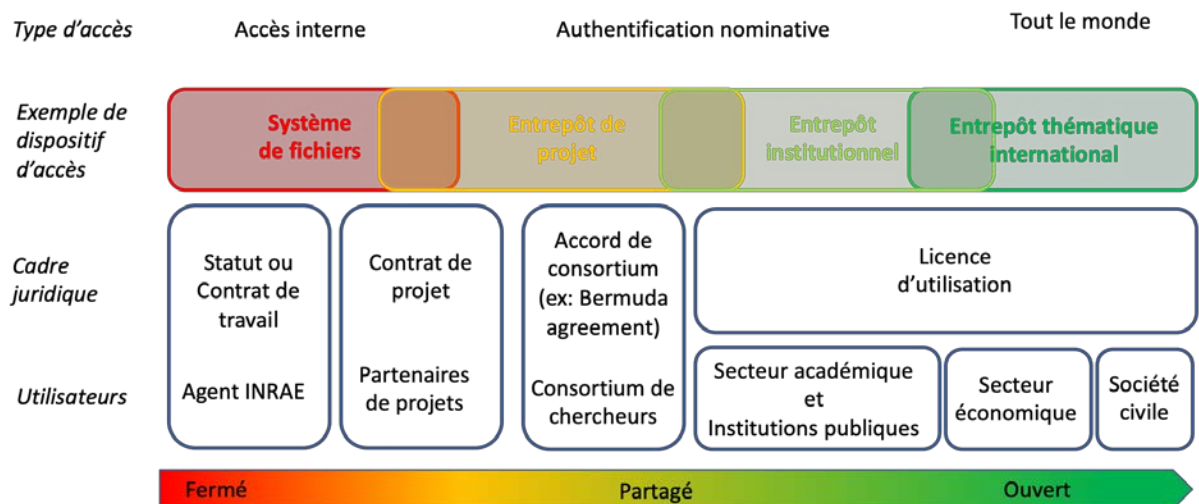 Type d'accès
Accès interne
Authentification nominative
Tout le monde
Exemple de
dispositif
d'accès
Système
de fichiers
Entrepôt de
projet
Entrepôt
institutionnel
Entrepôt thématique
international
Cadre
juridique
Statut ou
Contrat de
travail
Contrat de
projet
Accord de
consortium
(ex: Bermuda
agreement)
Licence
d'utilisation
Utilisateurs
Agent INRAE
Partenaires
de projets
Consortium de
chercheurs
Secteur académique
et
Institutions publiques
Secteur
économique
Société
civile
Fermé
Partagé
Ouvert